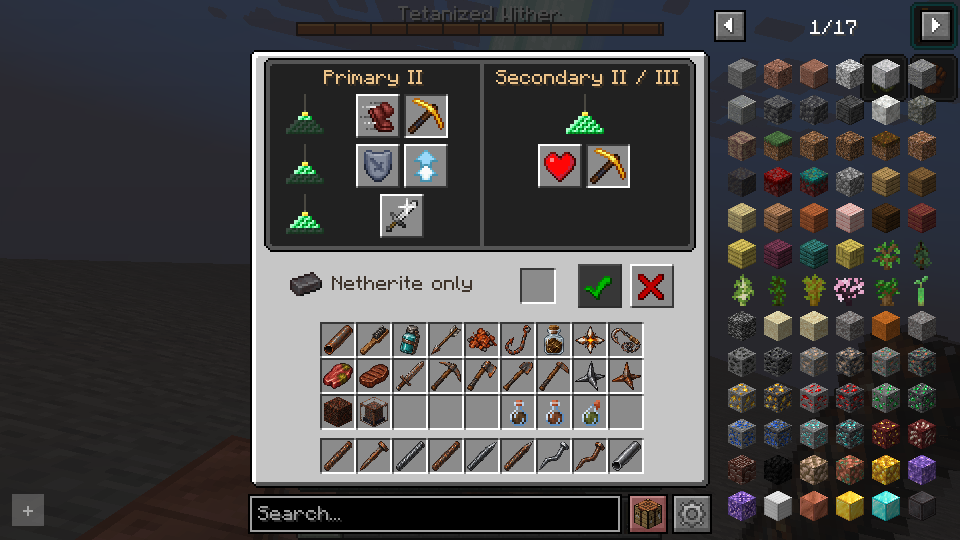 Tetanized Wither
1/17
Primary II
Secondary II / III
Netherite only
Search...